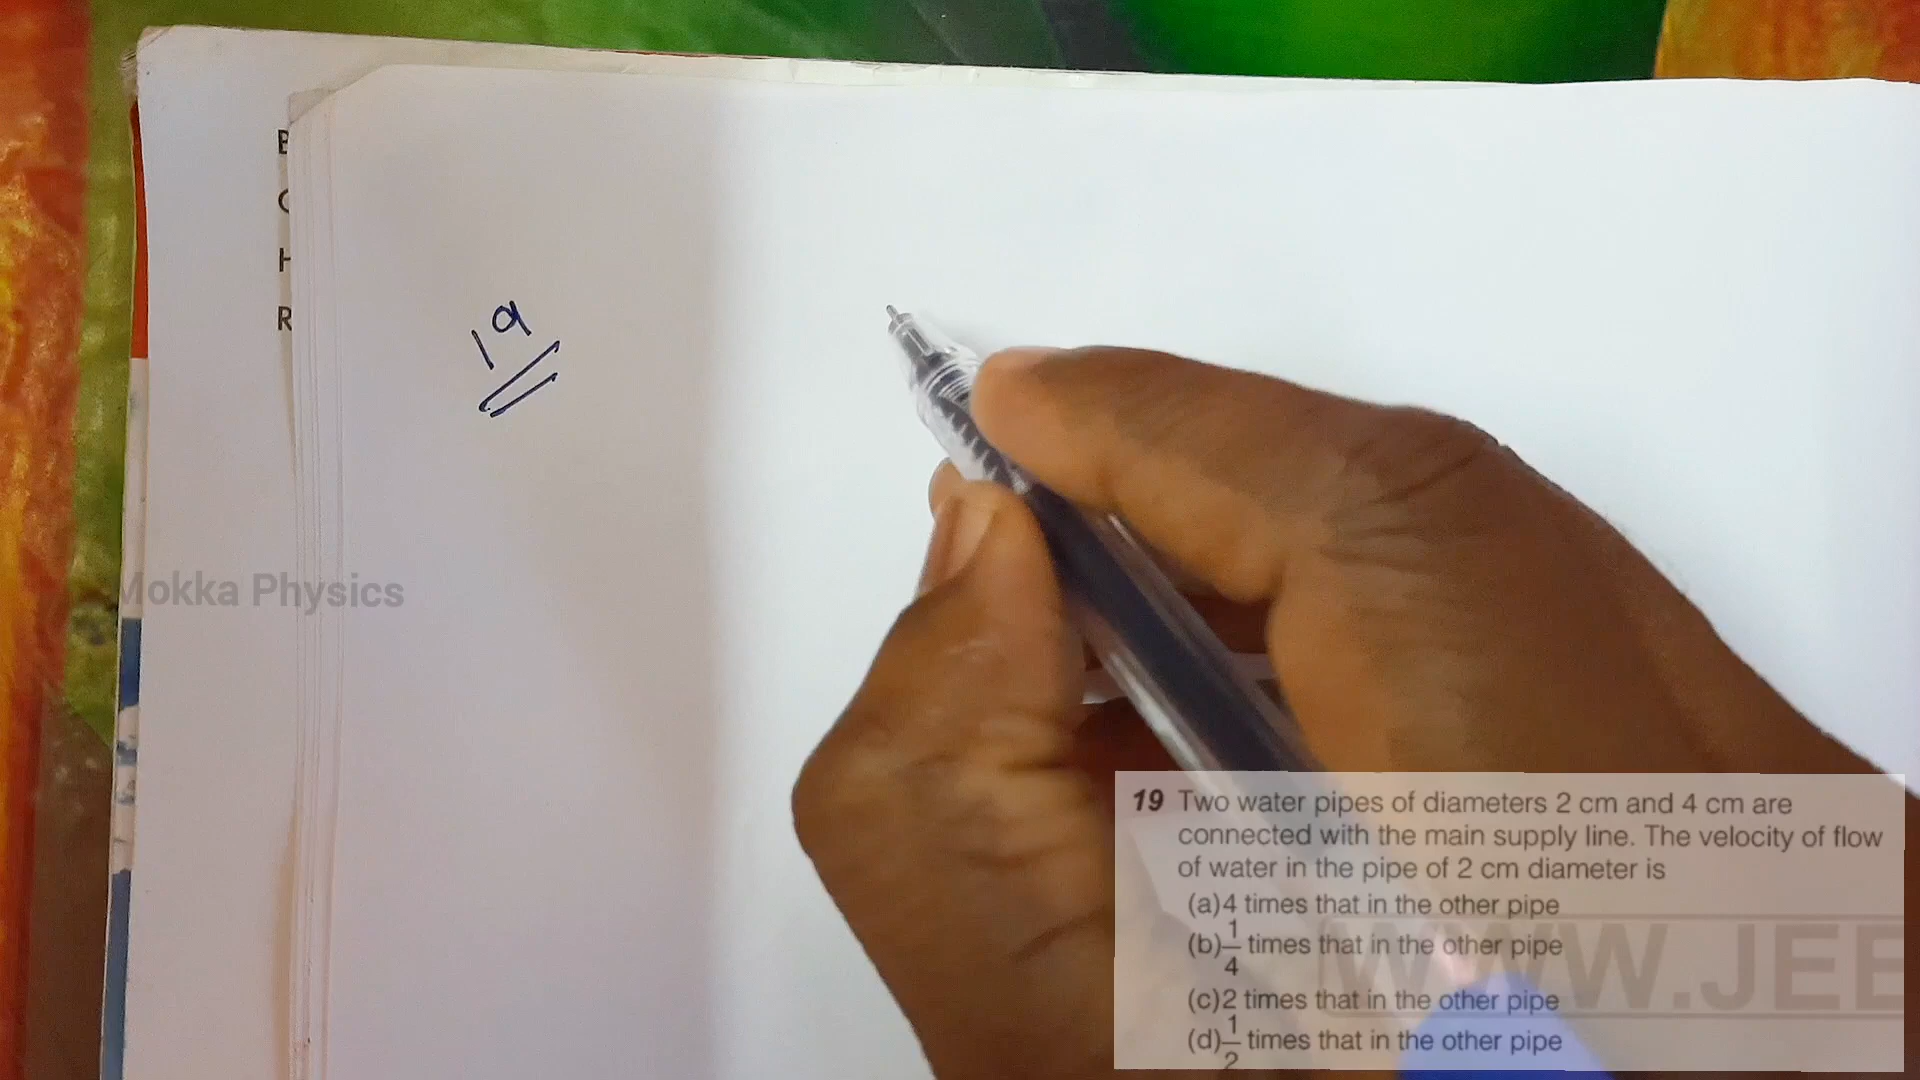 B
C
H
R
19
Mokka Physics
19 Two water pipes of diameters 2 cm and 4 cm are
connected with the main supply line. The velocity of flow
of water in the pipe of 2 cm diameter is
(a) 4 times that in the other pipe
(b) 1/4 times that in the other pipe
(c) 2 times that in the other pipe
(d) 1/2 times that in the other pipe
WWW.JEE